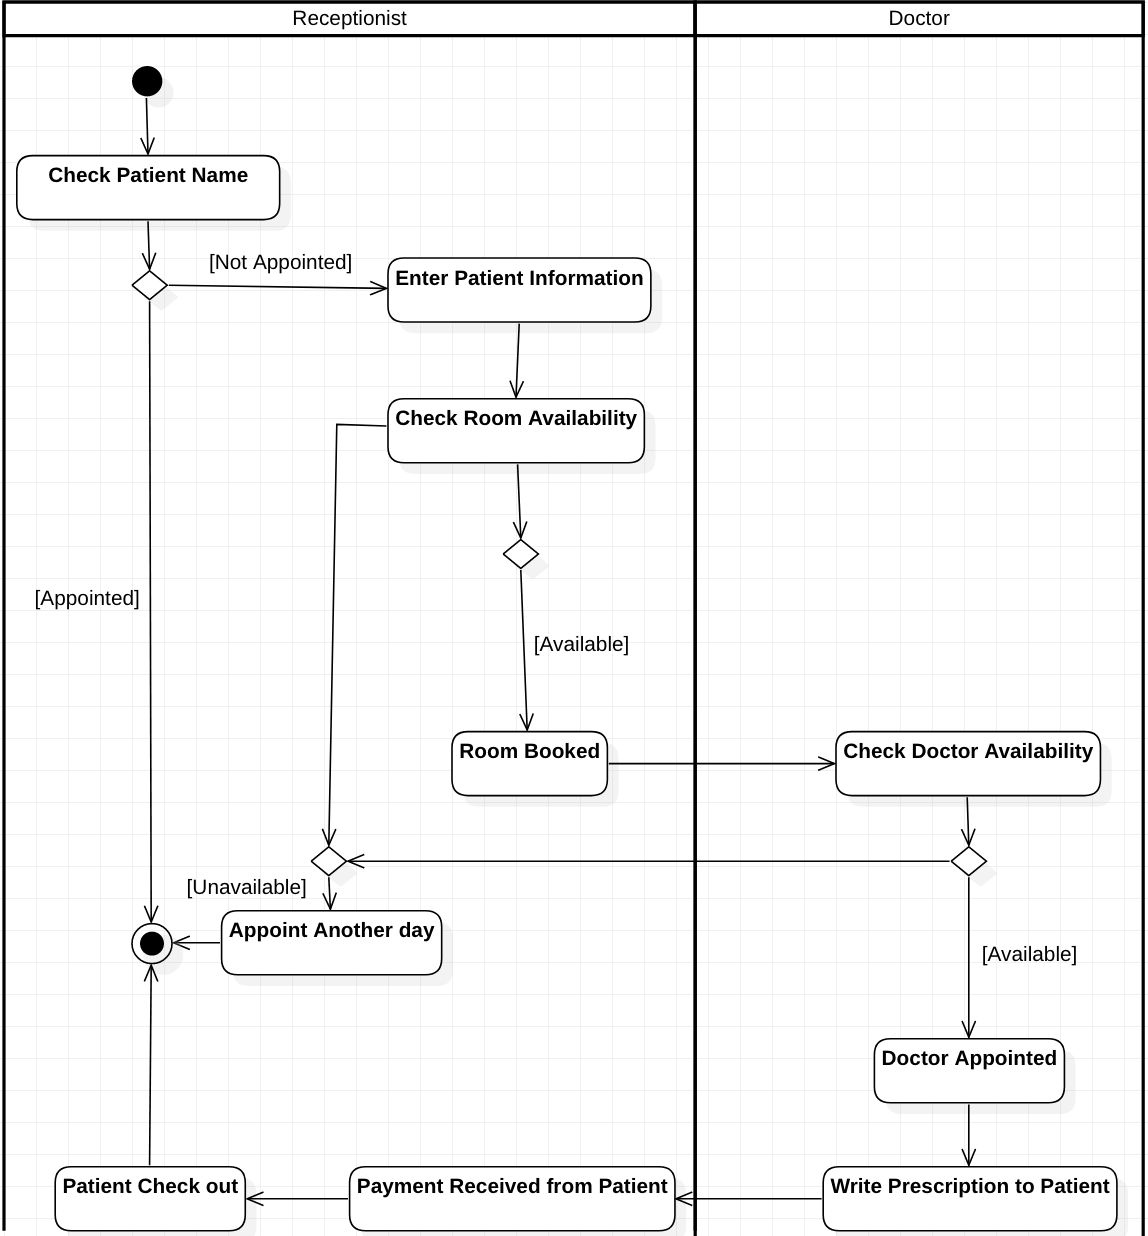 Receptionist
Doctor
Check Patient Name
[Not Appointed]
Enter Patient Information
Check Room Availability
[Appointed]
[Available]
Room Booked
Check Doctor Availability
[Unavailable]
Appoint Another day
[Available]
Doctor Appointed
Patient Check out
Payment Received from Patient
Write Prescription to Patient